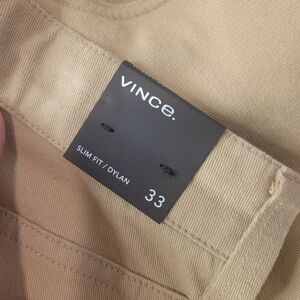 VINCE.
SLIM FIT / DYLAN
33